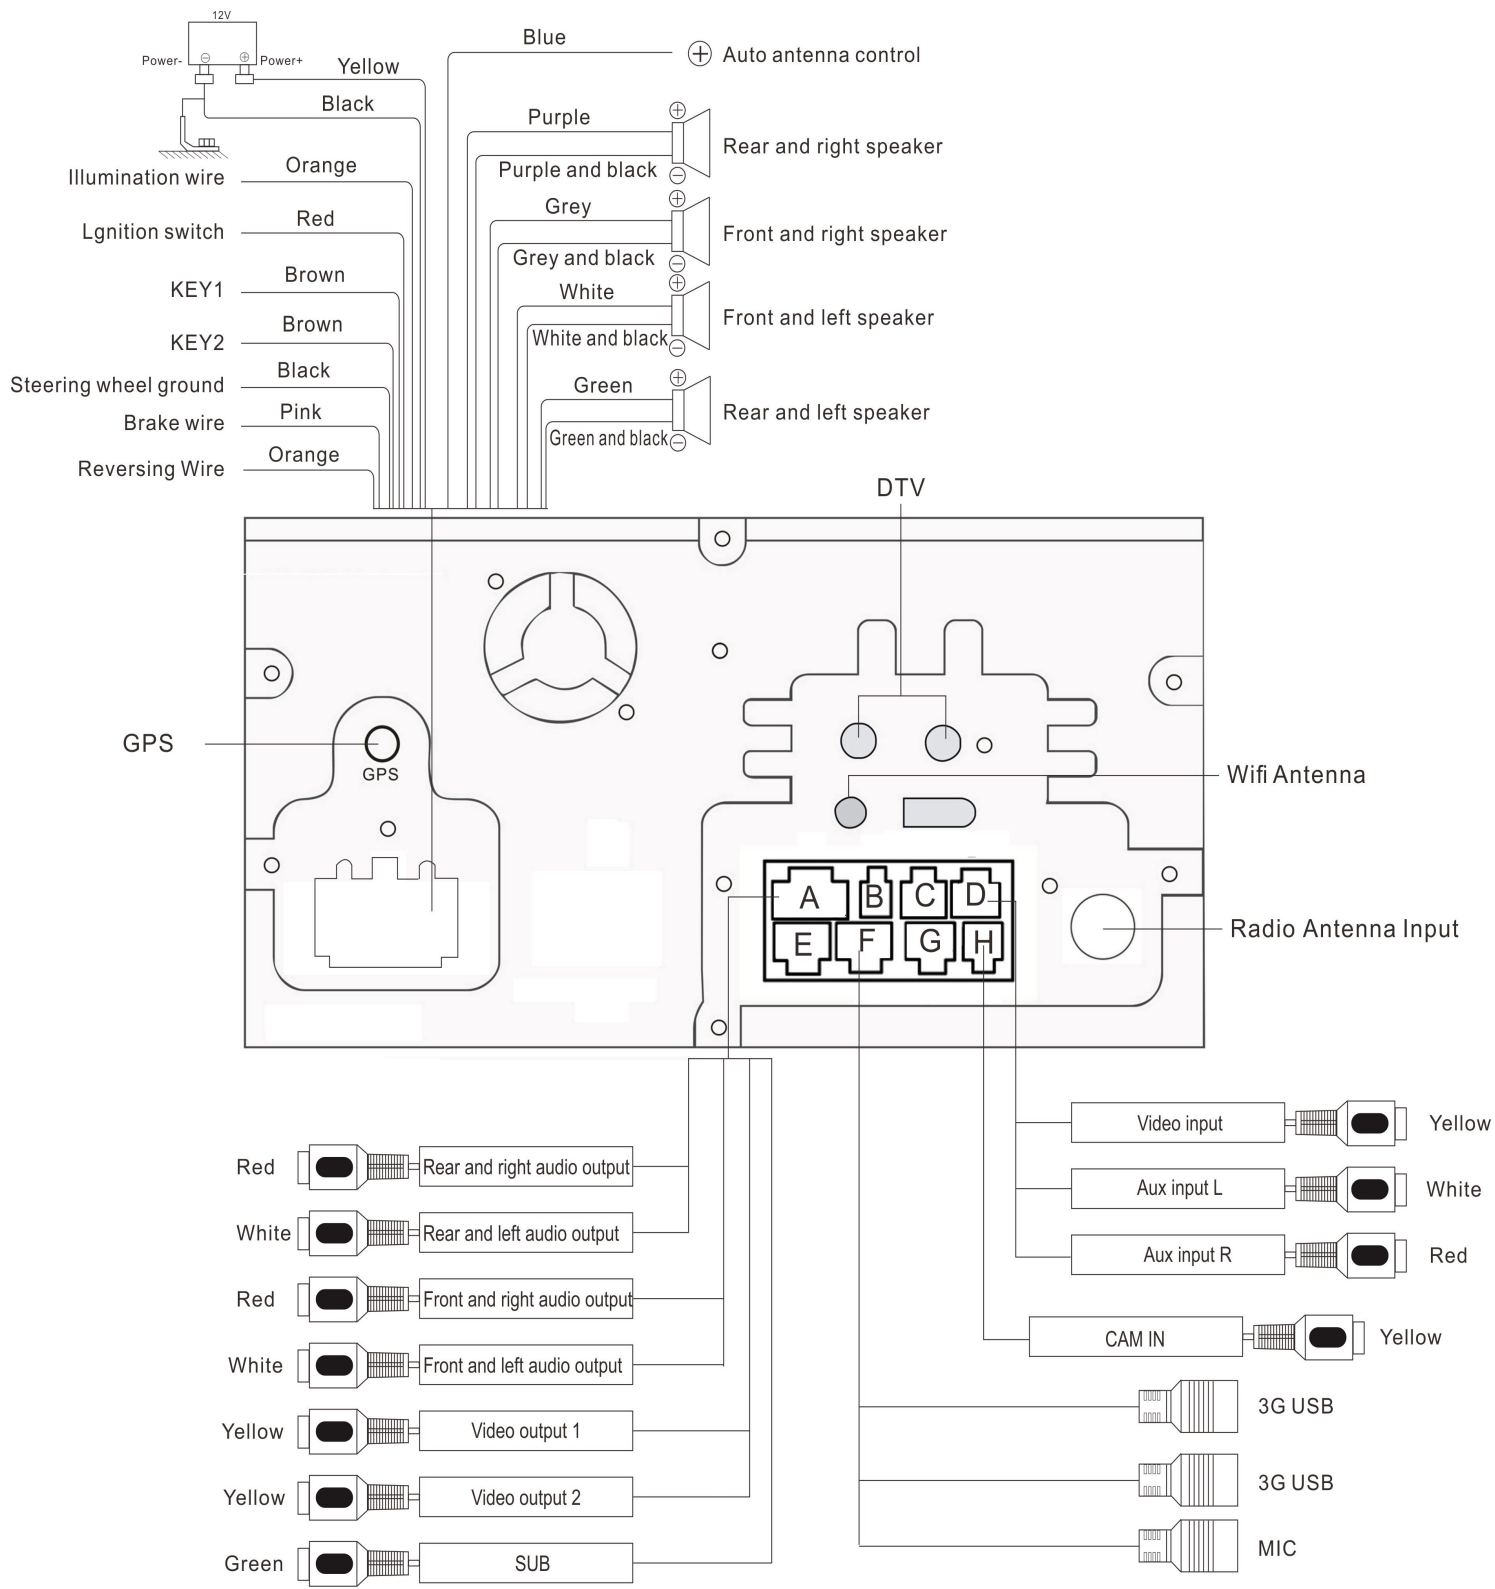 12V
Power-
Power+
Yellow
Black
Illumination wire
Orange
Lgnition switch
Red
KEY1
Brown
KEY2
Brown
Steering wheel ground
Black
Brake wire
Pink
Reversing Wire
Orange
Blue
Auto antenna control
Purple
Rear and right speaker
Purple and black
Grey
Front and right speaker
Grey and black
White
Front and left speaker
White and black
Green
Rear and left speaker
Green and black
DTV
GPS
GPS
Wifi Antenna
A
B
C
D
E
F
G
H
Radio Antenna Input
Red
Rear and right audio output
White
Rear and left audio output
Red
Front and right audio output
White
Front and left audio output
Yellow
Video output 1
Yellow
Video output 2
Green
SUB
Video input
Yellow
Aux input L
White
Aux input R
Red
CAM IN
Yellow
3G USB
3G USB
MIC